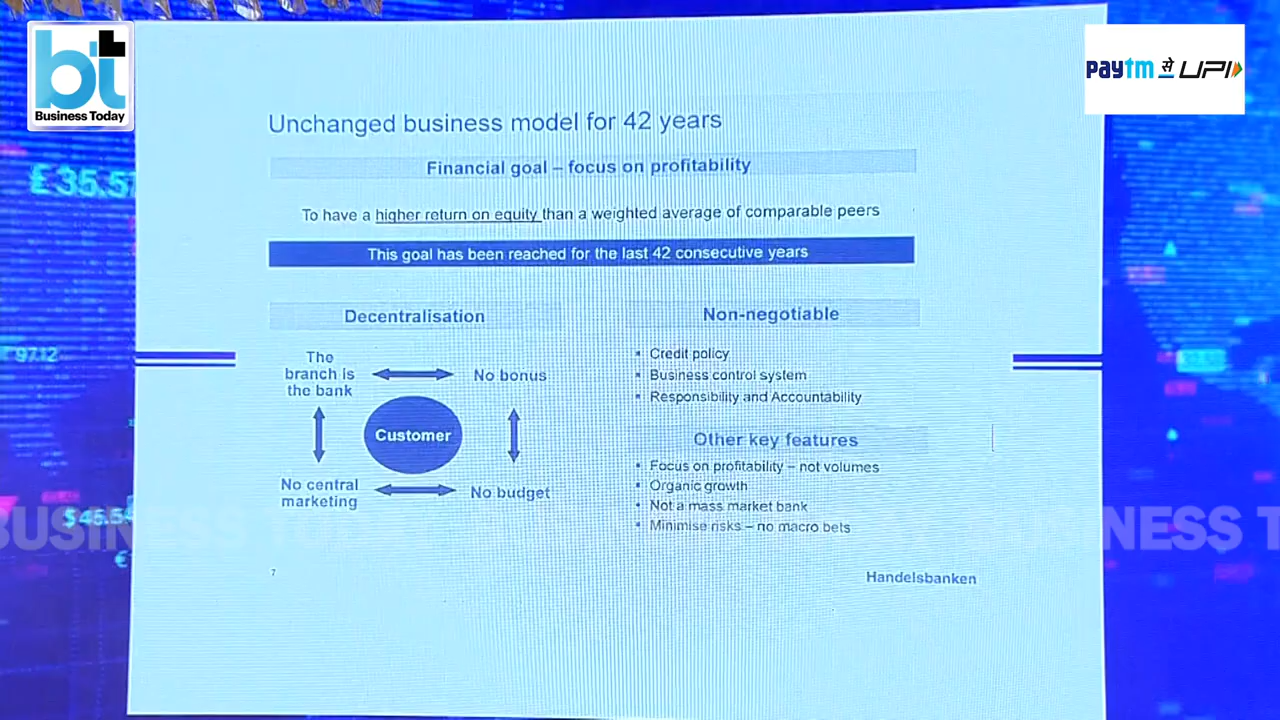 bt
Business Today
paytm से UPI
Unchanged business model for 42 years
Financial goal – focus on profitability
To have a higher return on equity than a weighted average of comparable peers
This goal has been reached for the last 42 consecutive years
Decentralisation
The
branch is
the bank
No bonus
Customer
No central
marketing
No budget
Non-negotiable
▪ Credit policy
▪ Business control system
▪ Responsibility and Accountability
Other key features
▪ Focus on profitability – not volumes
▪ Organic growth
▪ Not a mass market bank
▪ Minimise risks – no macro bets
7
Handelsbanken
£35.5
97.12
$45.5
BUSINESS T